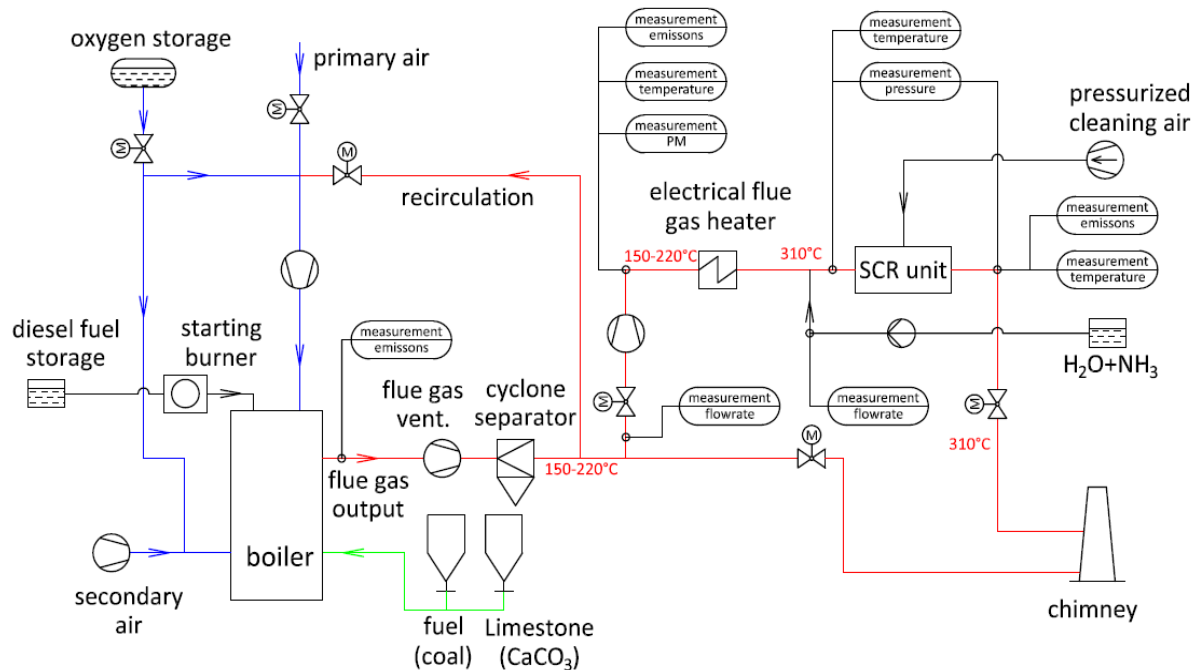 oxygen storage
primary air
measurement
emissons
measurement
temperature
measurement
PM
measurement
temperature
measurement
pressure
pressurized
cleaning air
M
M
M
recirculation
electrical flue
gas heater
measurement
emissons
150-220°C
310°C
SCR unit
measurement
temperature
diesel fuel
storage
starting
burner
measurement
emissons
H₂O+NH₃
flue gas
vent.
cyclone
separator
M
measurement
flowrate
measurement
flowrate
M
M
310°C
150-220°C
flue gas
output
boiler
secondary
air
fuel
(coal)
Limestone
(CaCO₃)
chimney